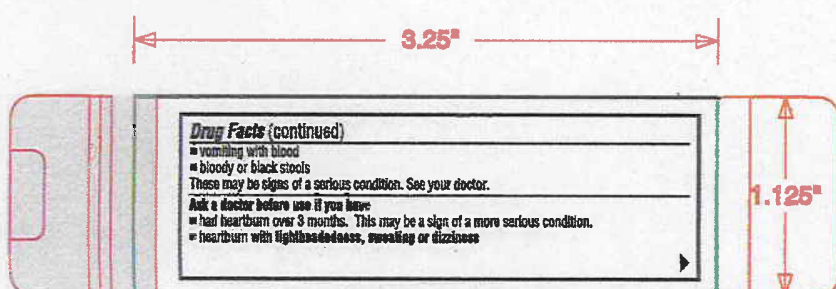 3.25"
Drug Facts (continued)
■ vomiting with blood
■ bloody or black stools
These may be signs of a serious condition. See your doctor.
Ask a doctor before use if you have
■ had heartburn over 3 months. This may be a sign of a more serious condition.
■ heartburn with lightheadedness, sweating or dizziness
1.125"